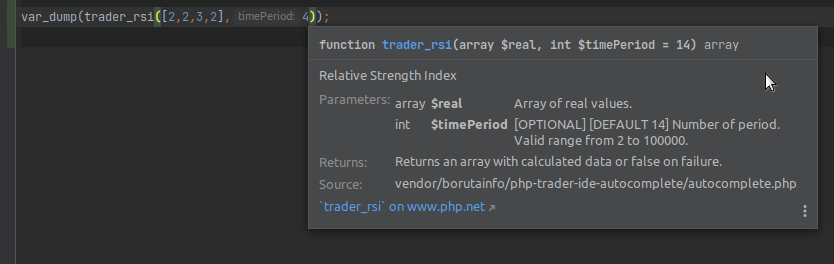 var_dump(trader_rsi([2,2,3,2], timePeriod: 4));
function trader_rsi(array $real, int $timePeriod = 14) array
Relative Strength Index
Parameters: array $real Array of real values.
int $timePeriod [OPTIONAL] [DEFAULT 14] Number of period.
Valid range from 2 to 100000.
Returns: Returns an array with calculated data or false on failure.
Source: vendor/borutainfo/php-trader-ide-autocomplete/autocomplete.php
`trader_rsi` on www.php.net